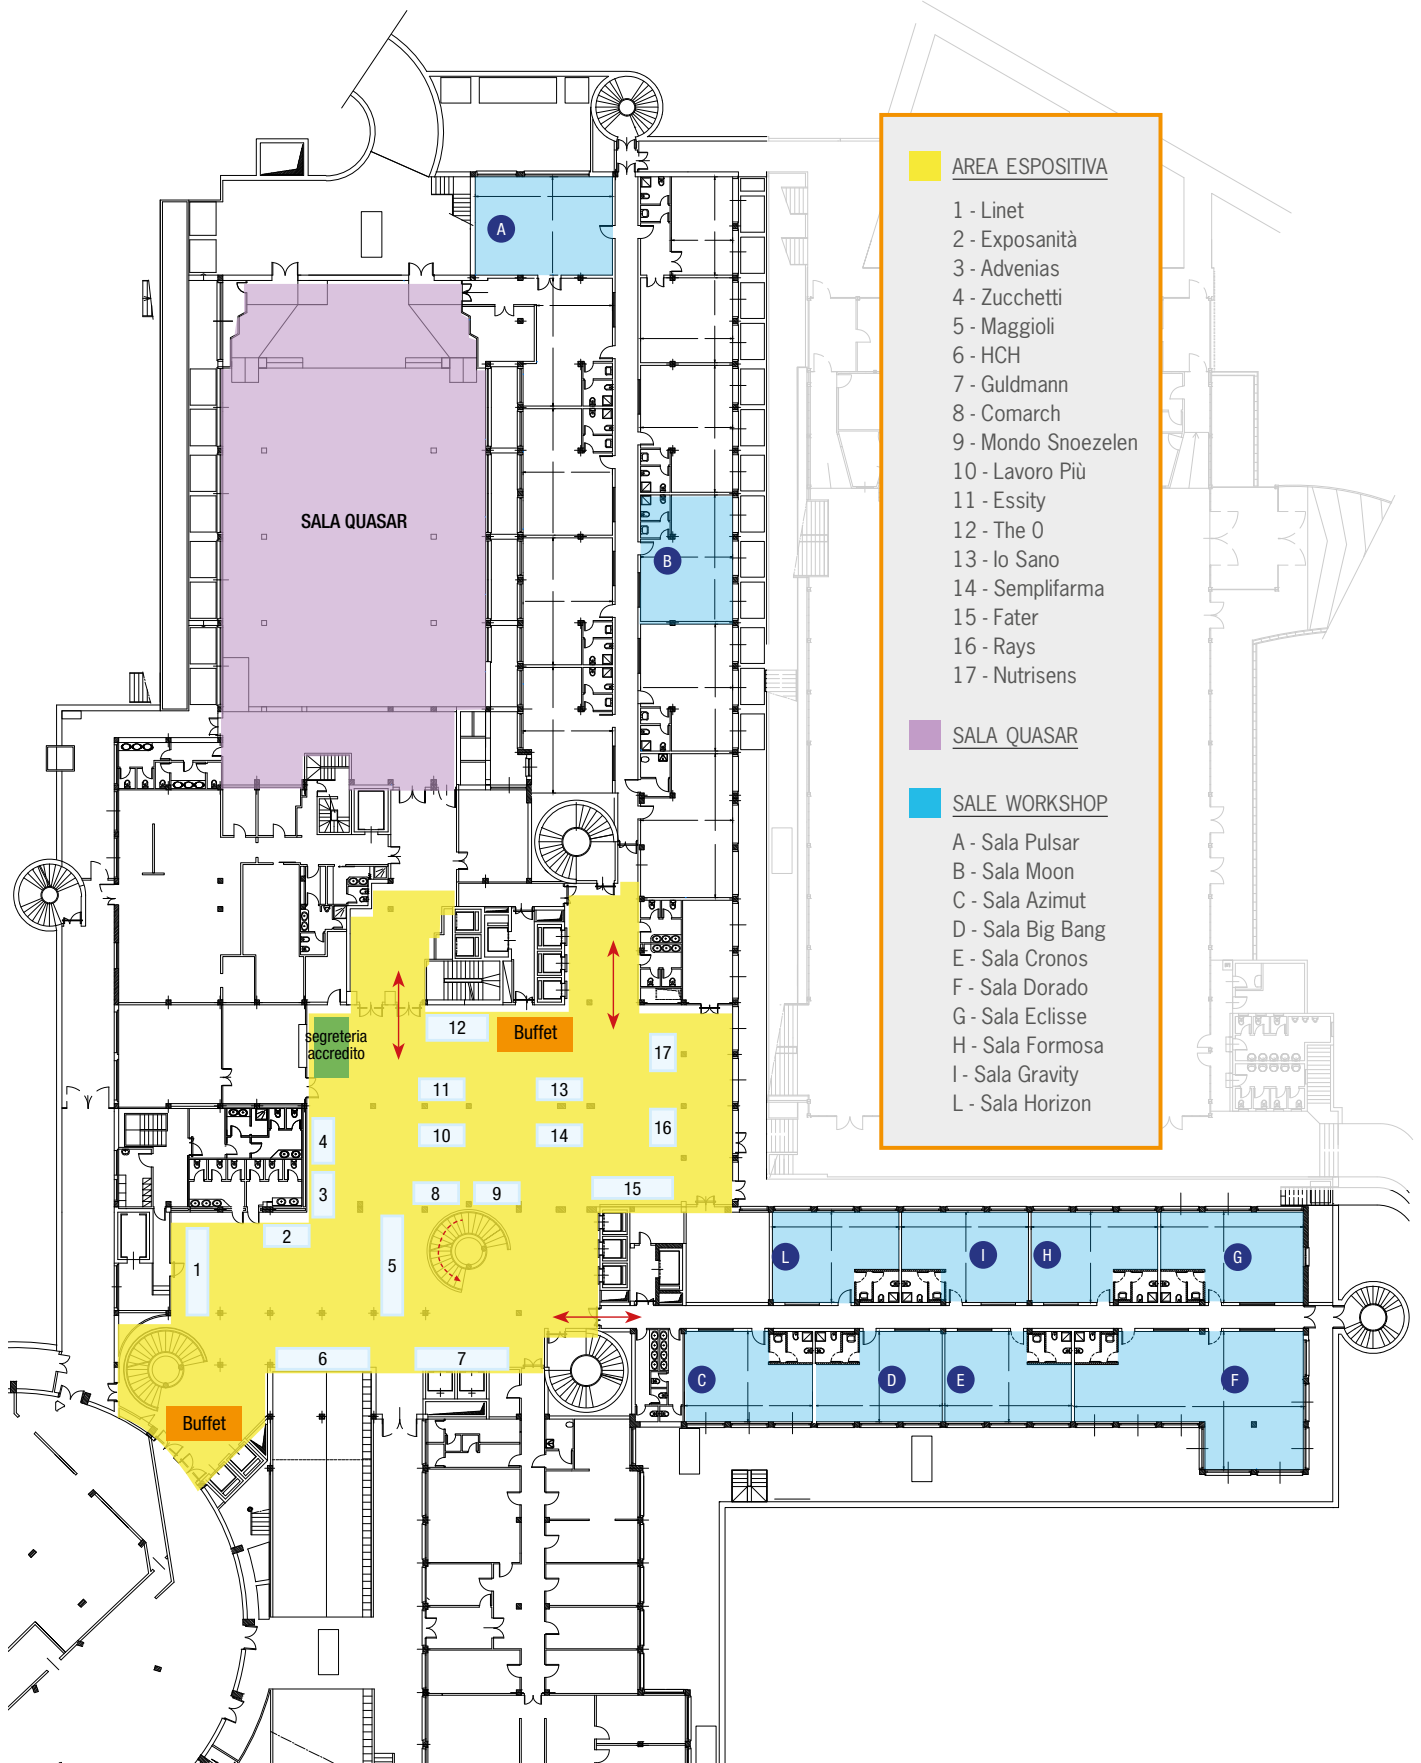 A
AREA ESPOSITIVA
1 - Linet
2 - Exposanità
3 - Advenias
4 - Zucchetti
5 - Maggioli
6 - HCH
7 - Guldmann
8 - Comarch
9 - Mondo Snoezelen
10 - Lavoro Più
11 - Essity
12 - The O
13 - Io Sano
14 - Semplifarma
15 - Fater
16 - Rays
17 - Nutrisens
SALA QUASAR
SALE WORKSHOP
A - Sala Pulsar
B - Sala Moon
C - Sala Azimut
D - Sala Big Bang
E - Sala Cronos
F - Sala Dorado
G - Sala Eclisse
H - Sala Formosa
I - Sala Gravity
L - Sala Horizon
SALA QUASAR
B
segreteria
accredito
12
Buffet
17
11
13
10
14
16
4
3
8
9
15
2
1
5
L
I
H
G
6
7
C
D
E
F
Buffet